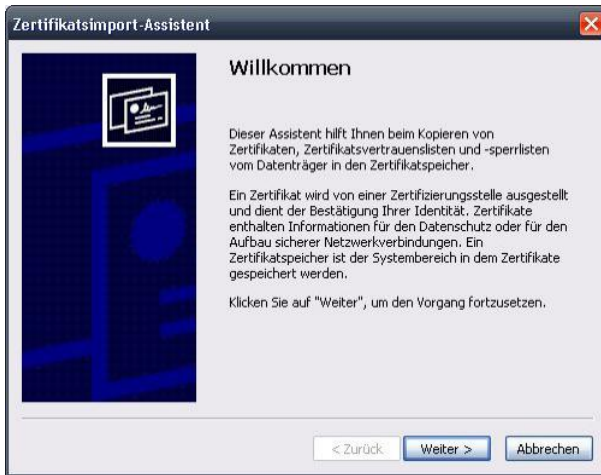 Zertifikatsimport-Assistent
Willkommen
Dieser Assistent hilft Ihnen beim Kopieren von
Zertifikaten, Zertifikatsvertrauenslisten und -sperrlisten
vom Datenträger in den Zertifikatspeicher.
Ein Zertifikat wird von einer Zertifizierungsstelle ausgestellt
und dient der Bestätigung Ihrer Identität. Zertifikate
enthalten Informationen für den Datenschutz oder für den
Aufbau sicherer Netzwerkverbindungen. Ein
Zertifikatspeicher ist der Systembereich in dem Zertifikate
gespeichert werden.
Klicken Sie auf "Weiter", um den Vorgang fortzusetzen.
< Zurück Weiter > Abbrechen